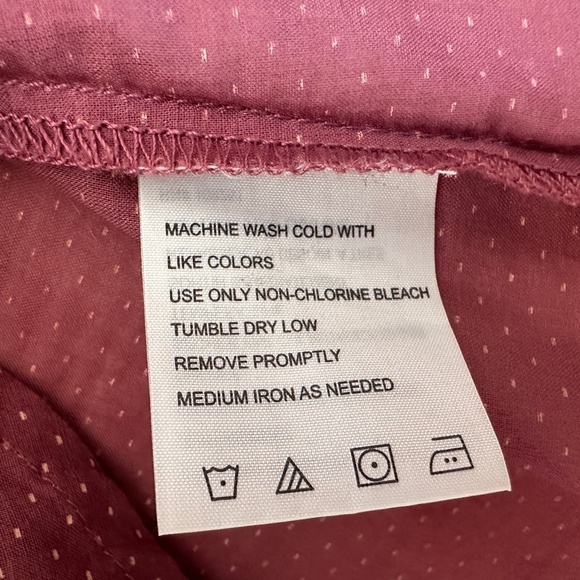 MACHINE WASH COLD WITH
LIKE COLORS
USE ONLY NON-CHLORINE BLEACH
TUMBLE DRY LOW
REMOVE PROMPTLY
MEDIUM IRON AS NEEDED